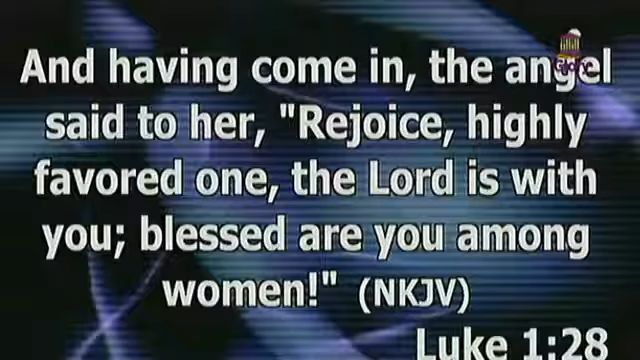 And having come in, the angel
said to her, "Rejoice, highly
favored one, the Lord is with
you; blessed are you among
women!" (NKJV)
Luke 1:28